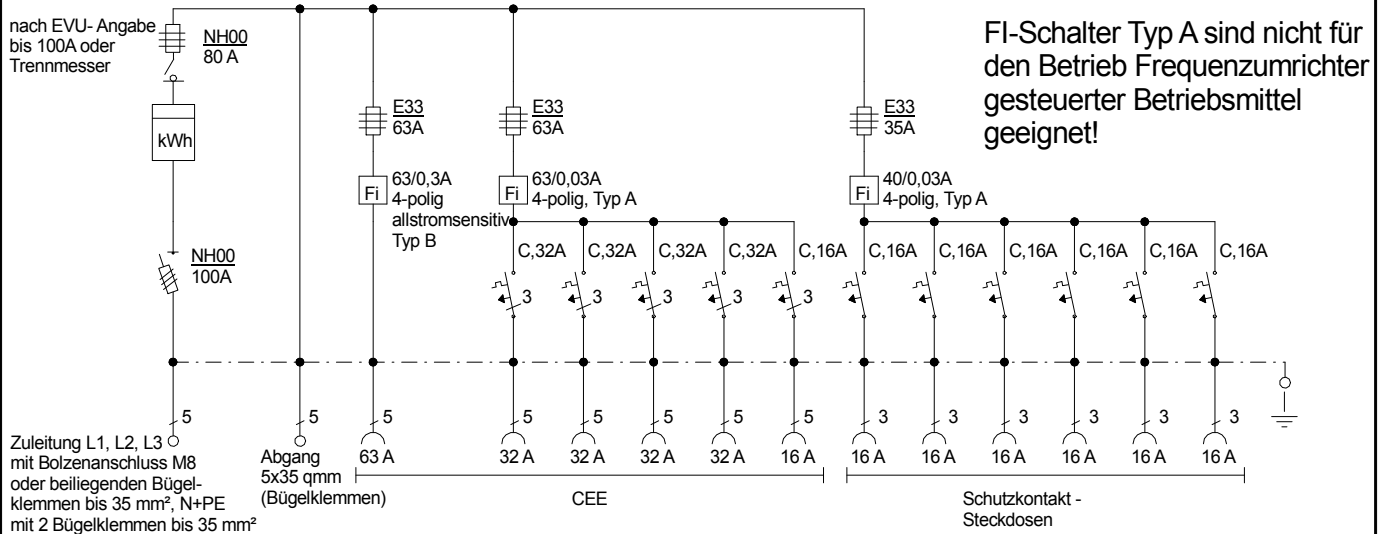 nach EVU- Angabe
bis 100A oder
Trennmesser
NH00
80 A
kWh
NH00
100A
E33
63A
Fi
63/0,3A
4-polig
allstromsensitiv
Typ B
E33
63A
Fi
63/0,03A
4-polig, Typ A
E33
35A
Fi
40/0,03A
4-polig, Typ A
FI-Schalter Typ A sind nicht für
den Betrieb Frequenzumrichter
gesteuerter Betriebsmittel
geeignet!
C,32A C,32A C,32A C,32A C,16A C,16A C,16A C,16A C,16A C,16A C,16A
3 3 3 3 3
5 5 5 5 5 5 5 5 3 3 3 3 3 3
63 A 32 A 32 A 32 A 32 A 16 A 16 A 16 A 16 A 16 A 16 A 16 A
Zuleitung L1, L2, L3
mit Bolzenanschluss M8
oder beiliegenden Bügel-
klemmen bis 35 mm², N+PE
mit 2 Bügelklemmen bis 35 mm²
Abgang
5x35 qmm
(Bügelklemmen)
CEE
Schutzkontakt -
Steckdosen